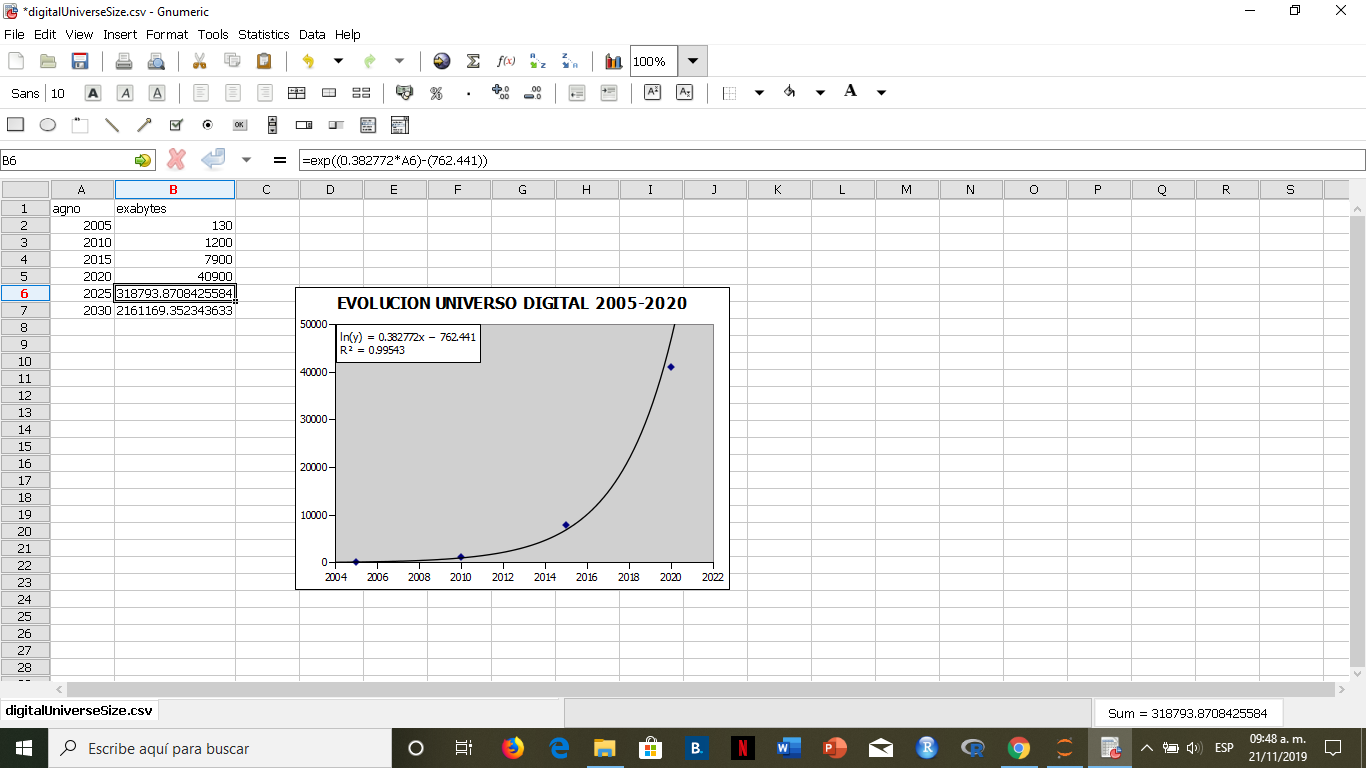 *digitalUniverseSize.csv - Gnumeric
File Edit View Insert Format Tools Statistics Data Help
100%
Sans 10
B6 = =exp((0.382772*A6)-(762.441))
A B C D E F G H I J K L M N O P Q R S
1 agno exabytes
2 2005 130
3 2010 1200
4 2015 7900
5 2020 40900
6 2025 318793.8708425584
7 2030 2161169.352343633
8
9
10
11
12
13
14
15
16
17
18
19
20
21
22
23
24
25
26
27
28
EVOLUCION UNIVERSO DIGITAL 2005-2020
ln(y) = 0.382772x − 762.441
R² = 0.99543
50000
40000
30000
20000
10000
0
2004 2006 2008 2010 2012 2014 2016 2018 2020 2022
digitalUniverseSize.csv
Sum = 318793.8708425584
Escribe aquí para buscar
ESP
09:48 a. m.
21/11/2019